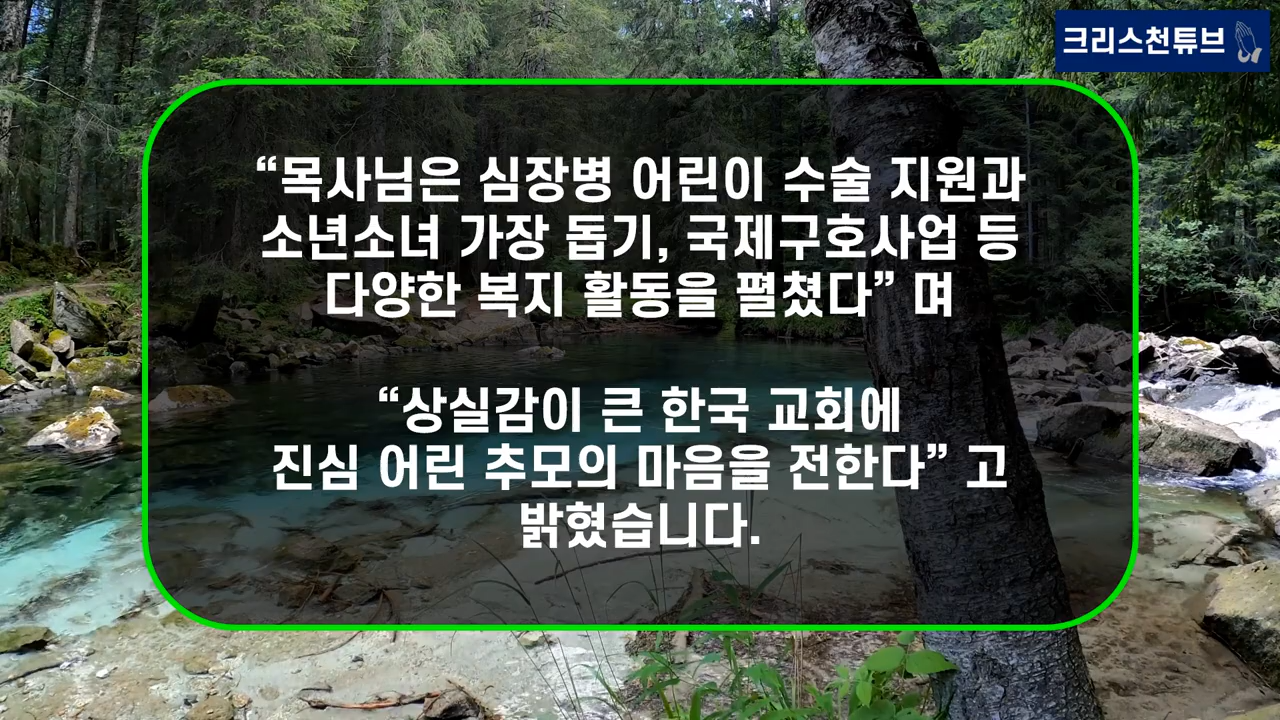 크리스천튜브
“목사님은 심장병 어린이 수술 지원과
소년소녀 가장 돕기, 국제구호사업 등
다양한 복지 활동을 펼쳤다” 며
“상실감이 큰 한국 교회에
진심 어린 추모의 마음을 전한다” 고
밝혔습니다.